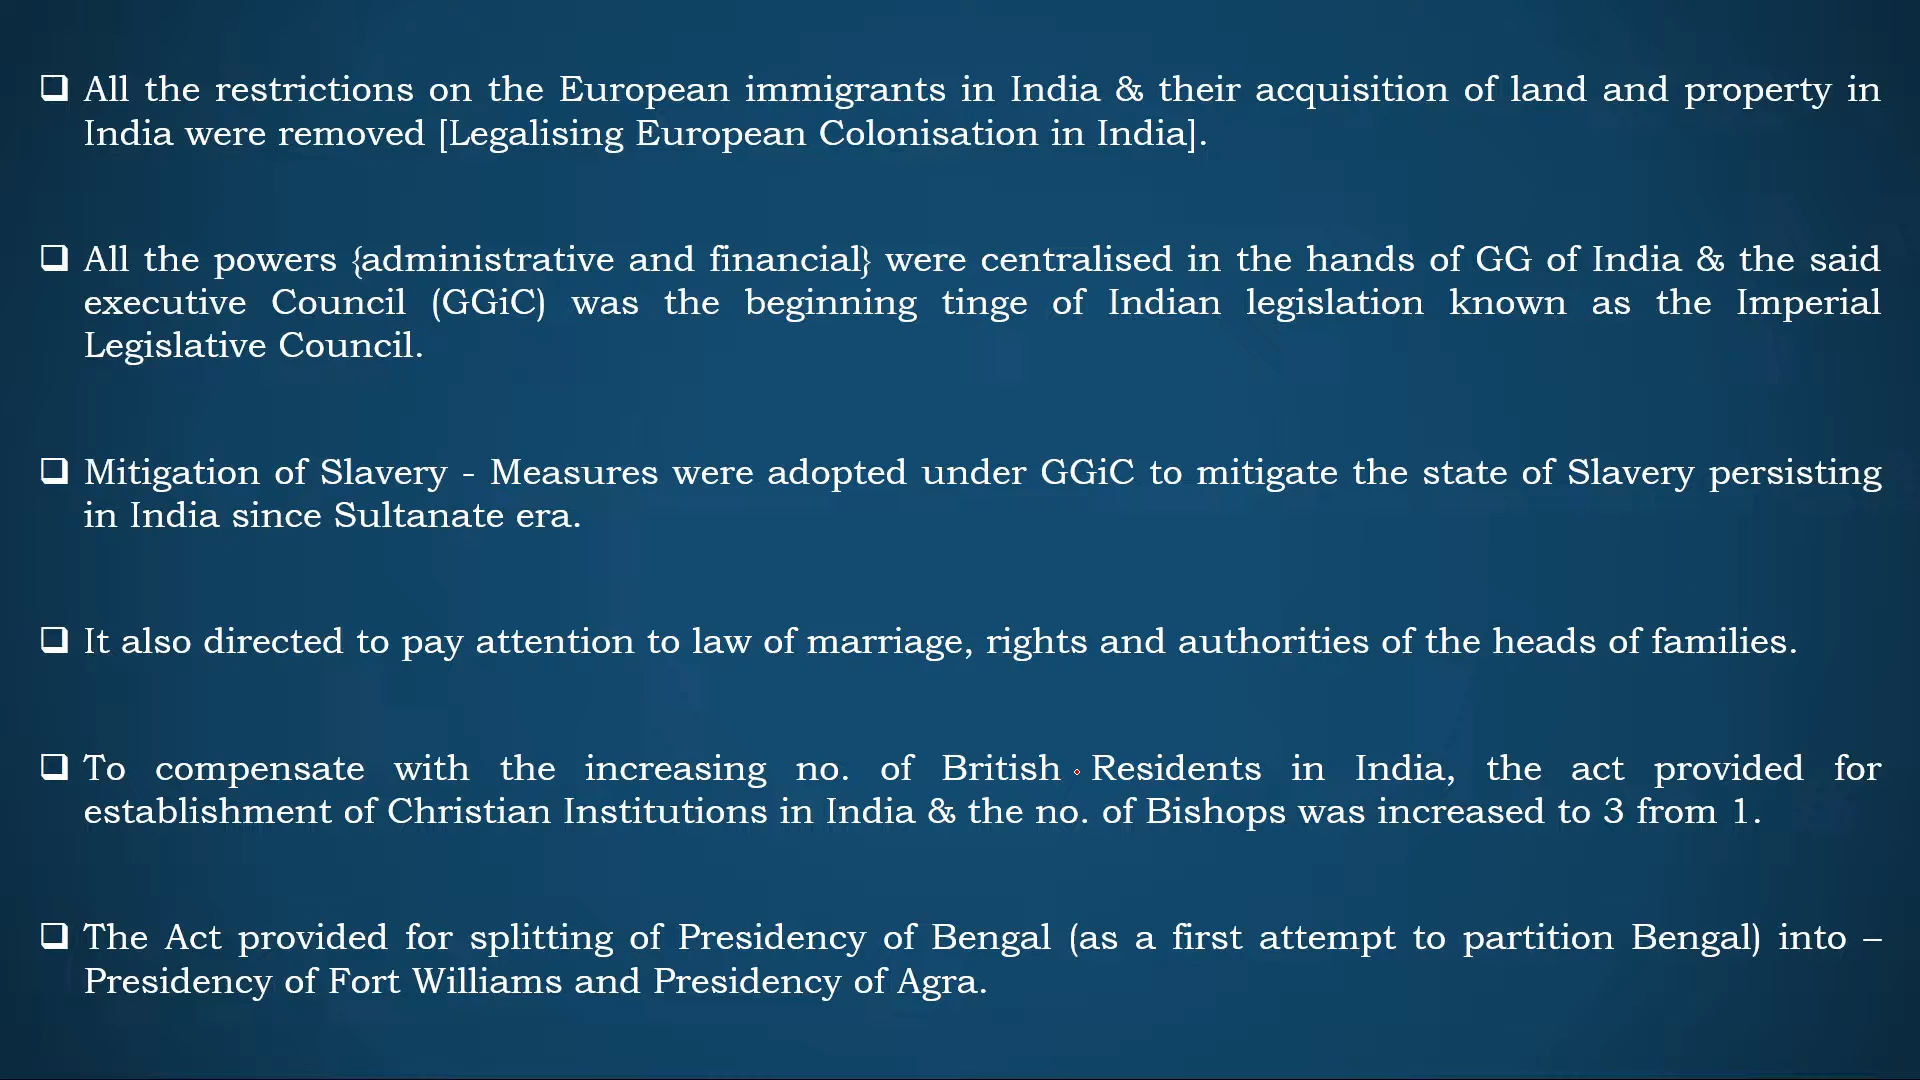 ❑ All the restrictions on the European immigrants in India & their acquisition of land and property in
India were removed [Legalising European Colonisation in India].
❑ All the powers {administrative and financial} were centralised in the hands of GG of India & the said
executive Council (GGiC) was the beginning tinge of Indian legislation known as the Imperial
Legislative Council.
❑ Mitigation of Slavery - Measures were adopted under GGiC to mitigate the state of Slavery persisting
in India since Sultanate era.
❑ It also directed to pay attention to law of marriage, rights and authorities of the heads of families.
❑ To compensate with the increasing no. of British Residents in India, the act provided for
establishment of Christian Institutions in India & the no. of Bishops was increased to 3 from 1.
❑ The Act provided for splitting of Presidency of Bengal (as a first attempt to partition Bengal) into –
Presidency of Fort Williams and Presidency of Agra.